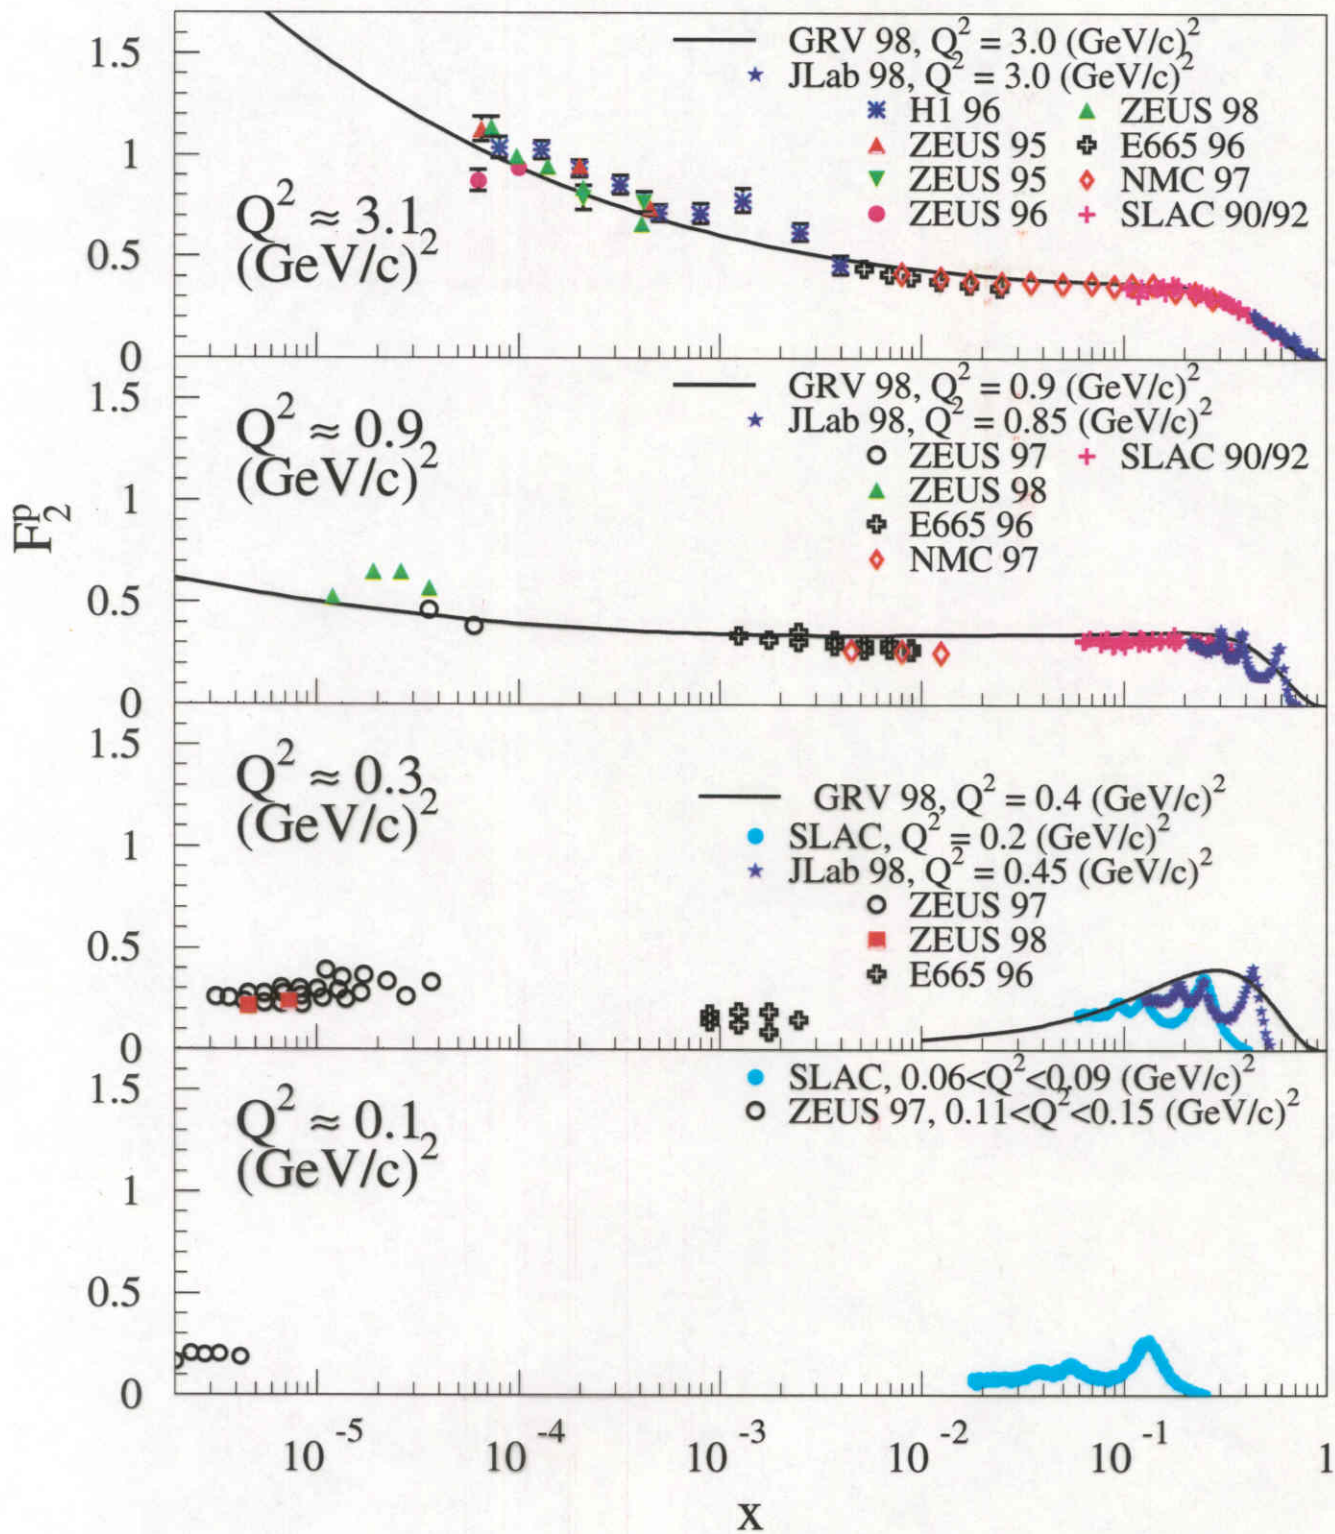 F₂ᵖ
1.5
1
0.5
0
Q² ≈ 3.1
(GeV/c)²
GRV 98, Q² = 3.0 (GeV/c)²
JLab 98, Q² = 3.0 (GeV/c)²
H1 96
ZEUS 95
ZEUS 95
ZEUS 96
ZEUS 98
E665 96
NMC 97
SLAC 90/92
1.5
1
0.5
0
Q² ≈ 0.9
(GeV/c)²
GRV 98, Q² = 0.9 (GeV/c)²
JLab 98, Q² = 0.85 (GeV/c)²
ZEUS 97
ZEUS 98
E665 96
NMC 97
SLAC 90/92
1.5
1
0.5
0
Q² ≈ 0.3
(GeV/c)²
GRV 98, Q² = 0.4 (GeV/c)²
SLAC, Q² = 0.2 (GeV/c)²
JLab 98, Q² = 0.45 (GeV/c)²
ZEUS 97
ZEUS 98
E665 96
1.5
1
0.5
0
Q² ≈ 0.1
(GeV/c)²
SLAC, 0.06<Q²<0.09 (GeV/c)²
ZEUS 97, 0.11<Q²<0.15 (GeV/c)²
10⁻⁵ 10⁻⁴ 10⁻³ 10⁻² 10⁻¹ 1
x